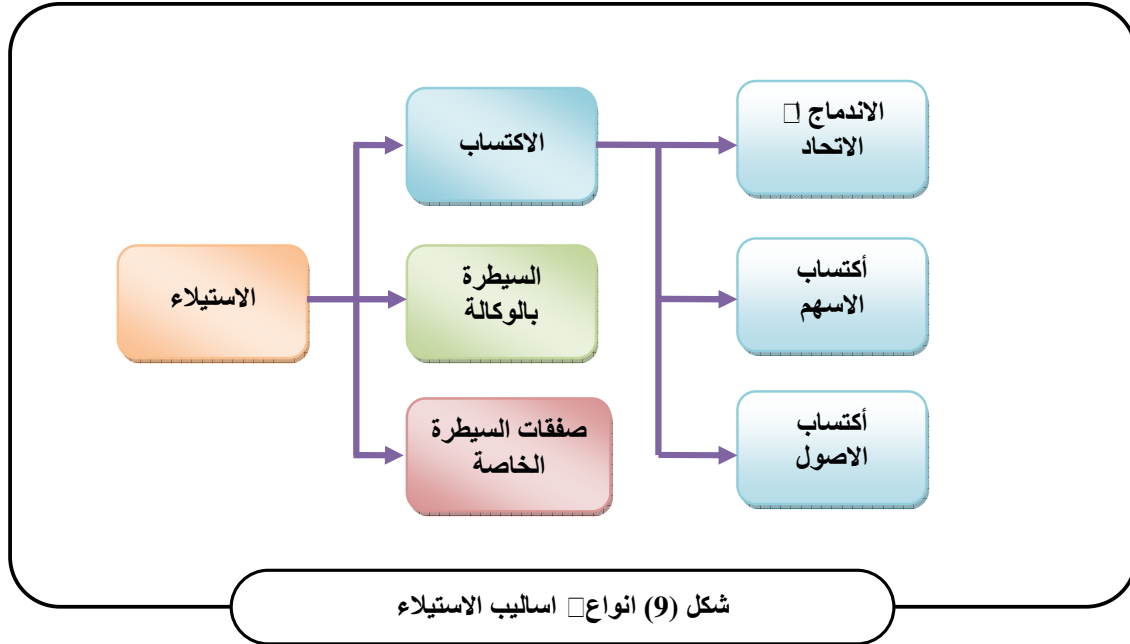 الاندماج ا□
الاتحاد
الاكتساب
أكتساب
الاسهم
السيطرة
بالوكالة
الاستيلاء
أكتساب
الاصول
صفقات السيطرة
الخاصة
شكل (9) انواع□ اساليب الاستيلاء